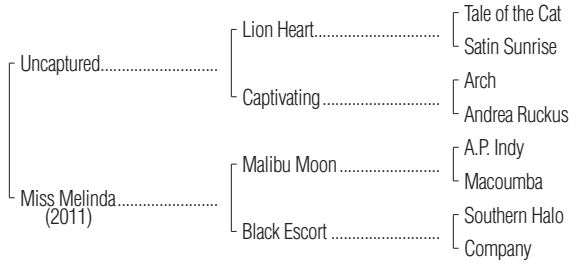 Tale of the Cat
Lion Heart
Satin Sunrise
Uncaptured
Arch
Captivating
Andrea Ruckus
A.P. Indy
Malibu Moon
Macoumba
Miss Melinda
(2011)
Southern Halo
Black Escort
Company